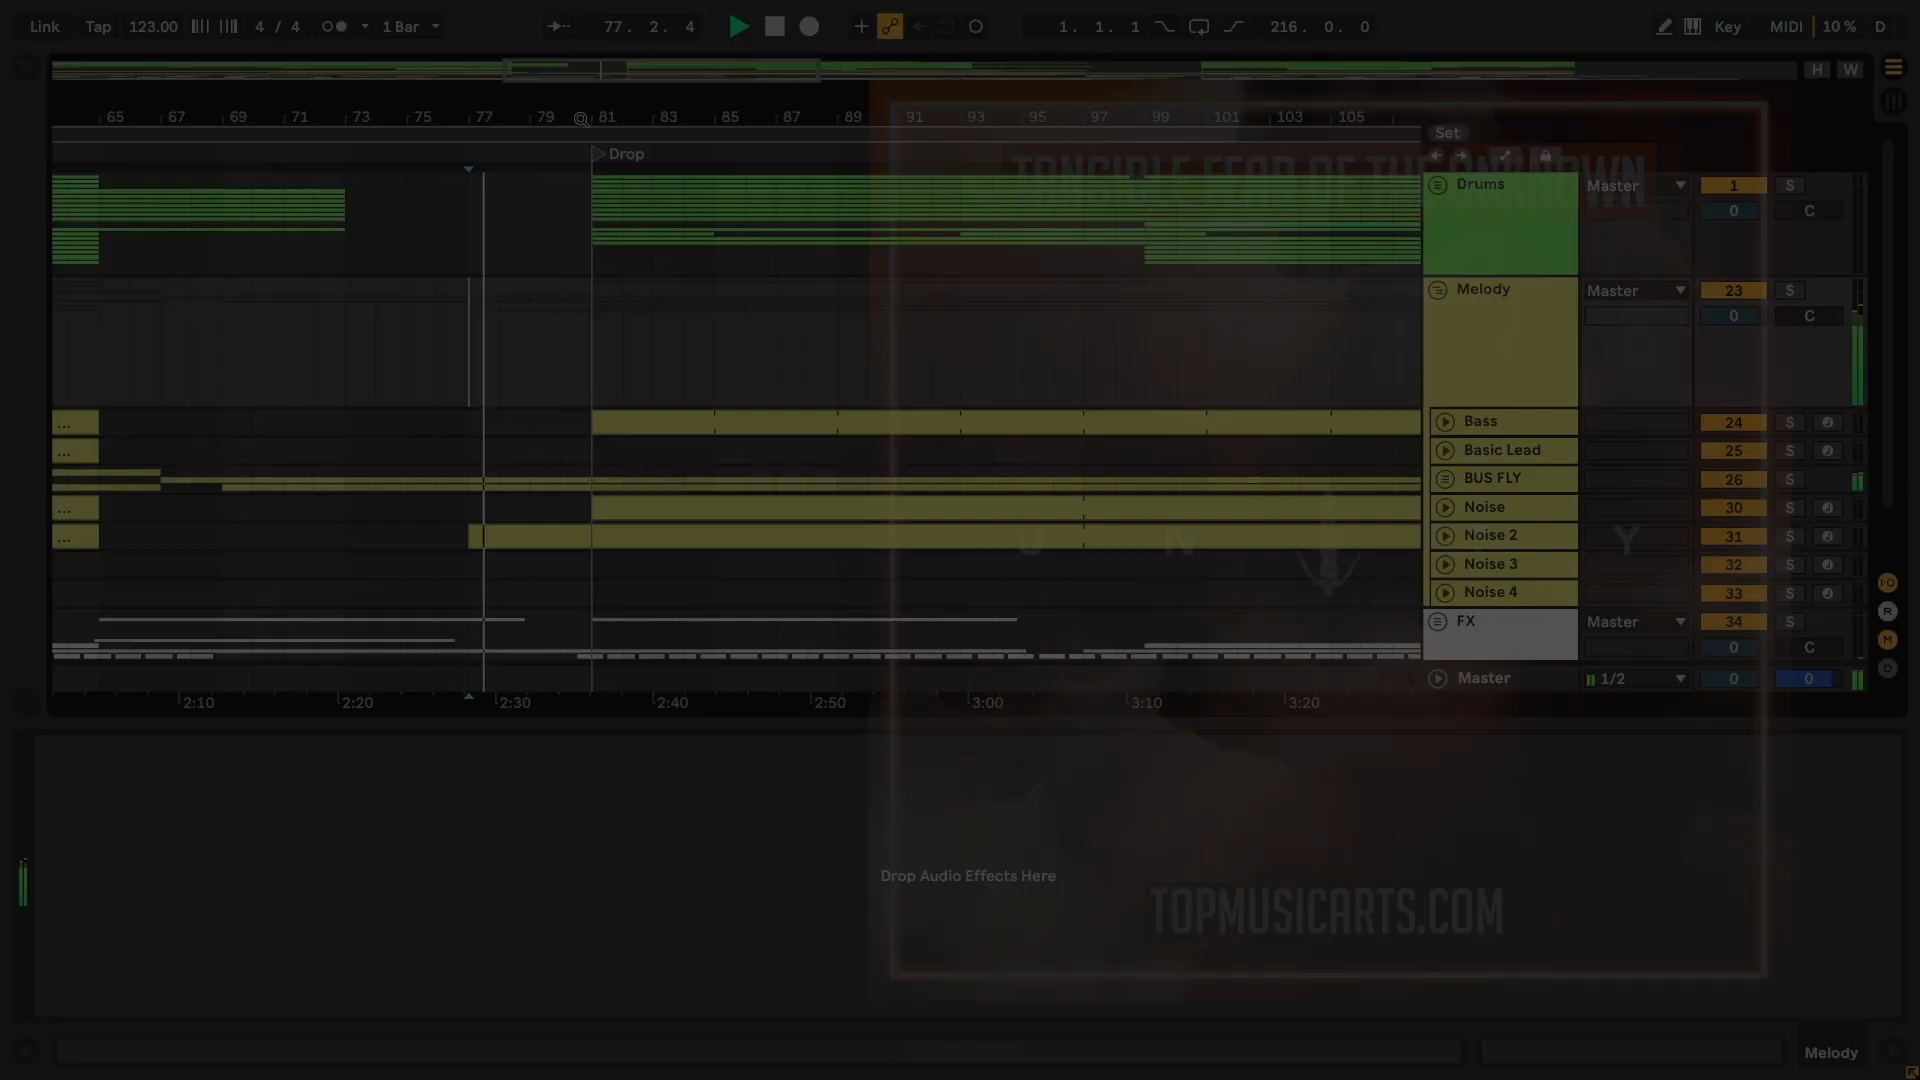 Link Tap 123.00 4 / 4 1 Bar 77. 2. 4 1. 1. 1 216. 0. 0 Key MIDI 10 % D
H W
65 67 69 71 73 75 77 79 81 83 85 87 89 91 93 95 97 99 101 103 105
Set
Drop
TANGIBLE FEAR OF THE UNKNOWN
Drums Master 1 S
0 C
Melody Master 23 S
0 C
... Bass 24 S
... Basic Lead 25 S
BUS FLY 26 S
... Noise 30 S
... Noise 2 31 S
U N Y
Noise 3 32 S
Noise 4 33 S
FX Master 34 S
0 C
Master 1/2 0 0
I·O
R
M
D
2:10 2:20 2:30 2:40 2:50 3:00 3:10 3:20
Drop Audio Effects Here
TOPMUSICARTS.COM
Melody